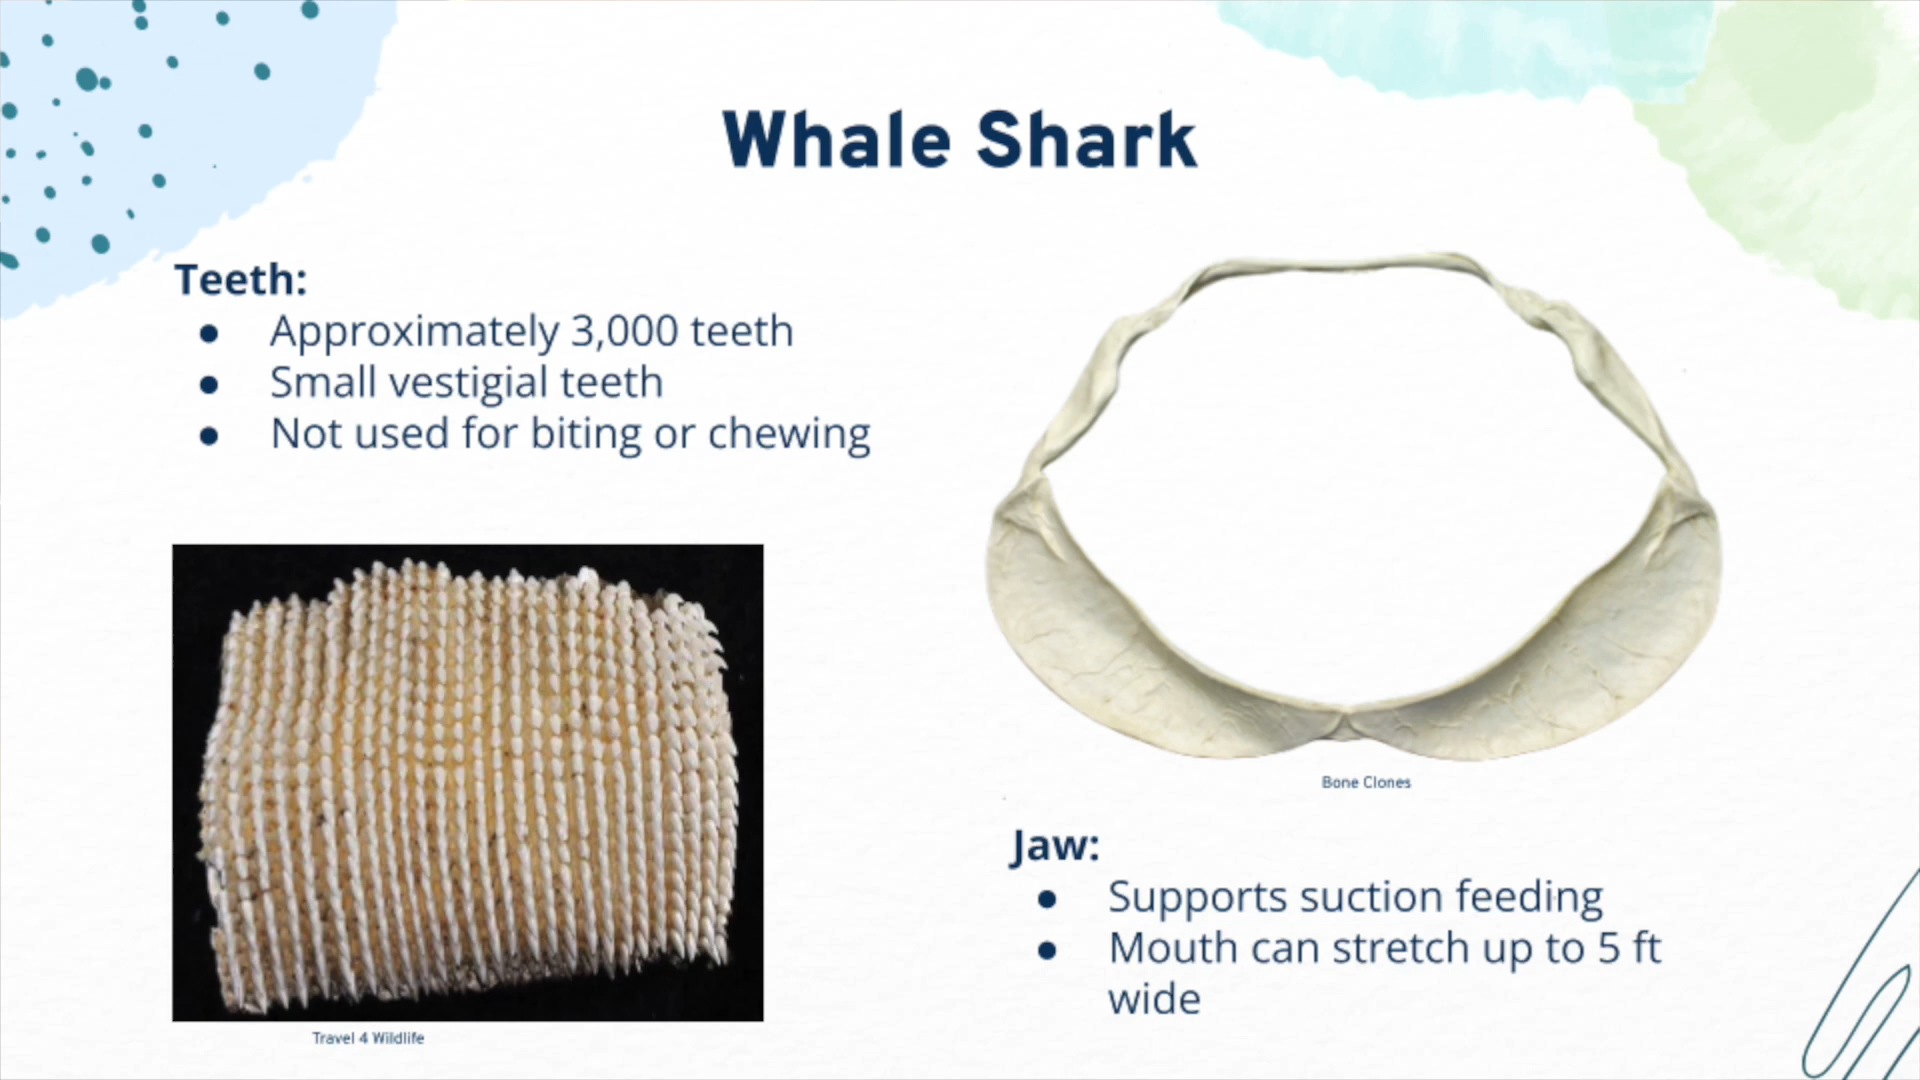 Whale Shark
Teeth:
● Approximately 3,000 teeth
● Small vestigial teeth
● Not used for biting or chewing
Travel 4 Wildlife
Bone Clones
Jaw:
● Supports suction feeding
● Mouth can stretch up to 5 ft
wide